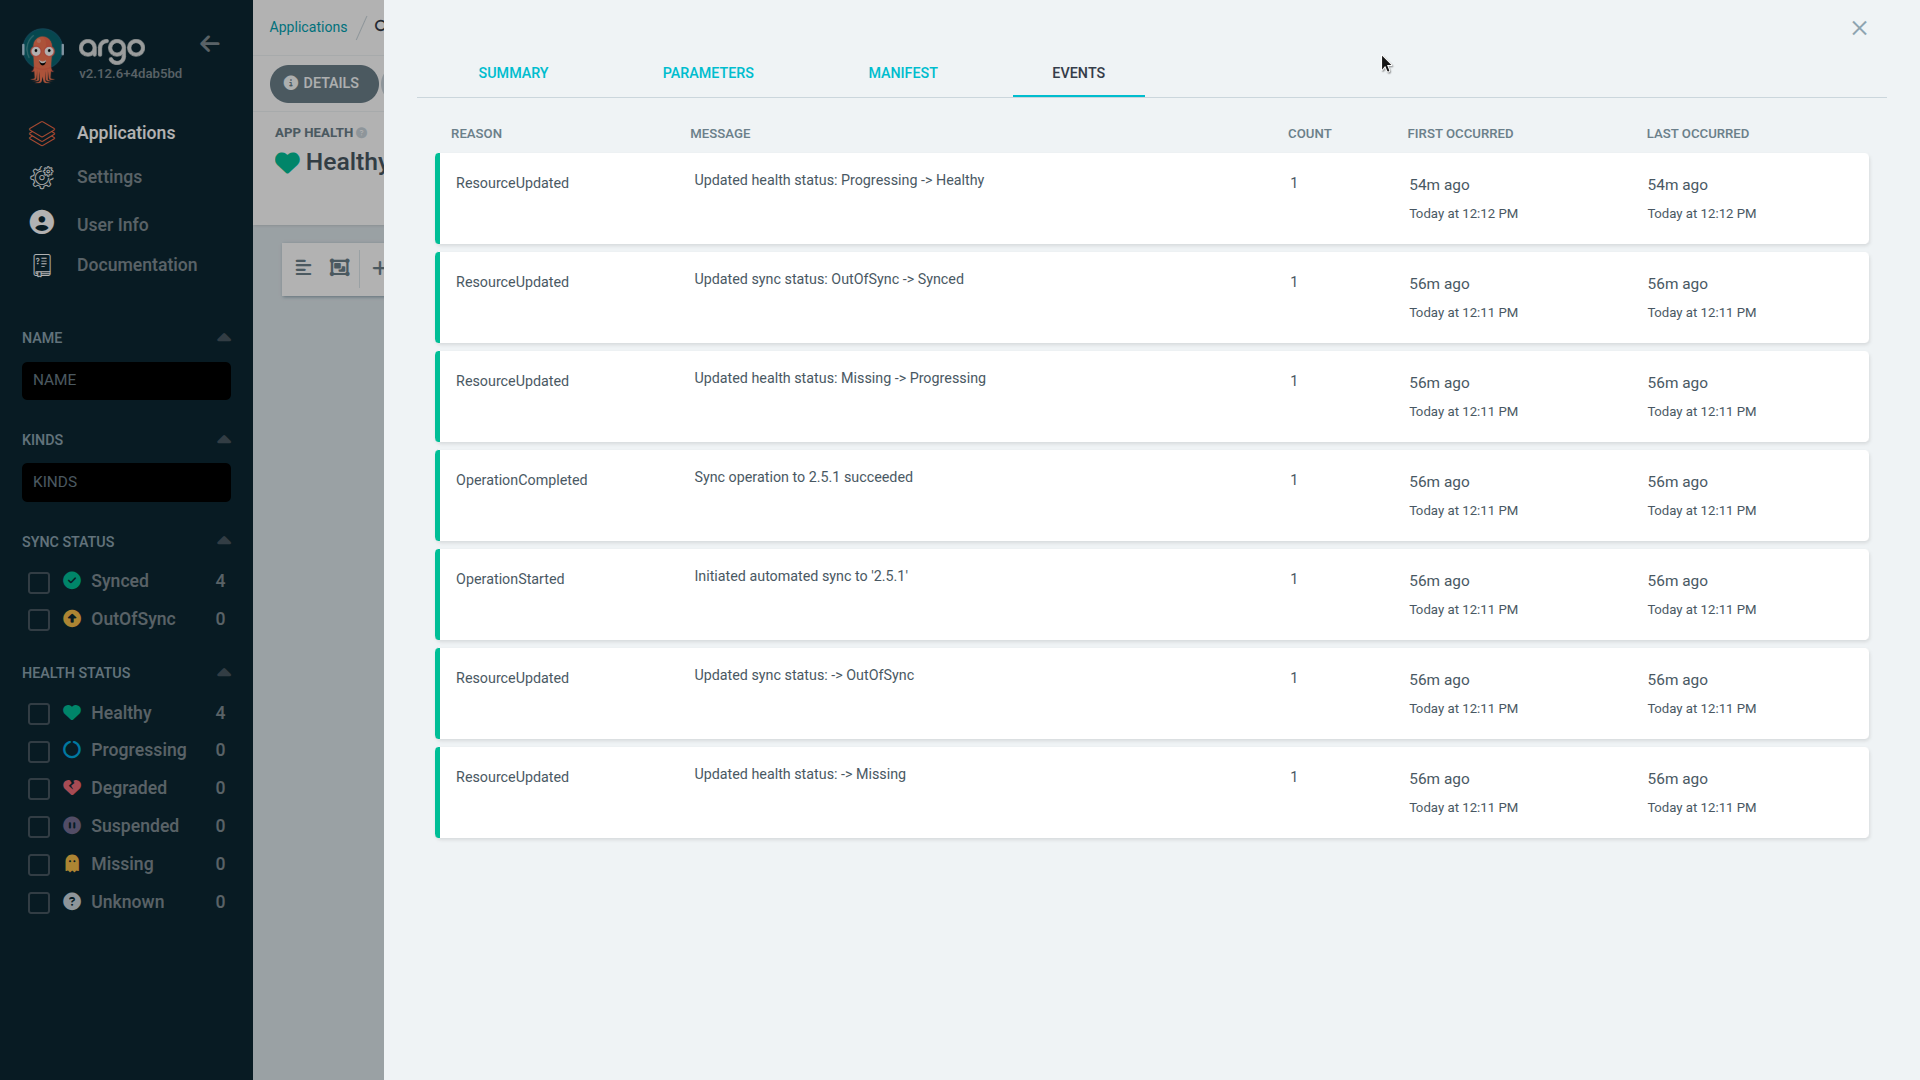 argo
v2.12.6+4dab5bd
Applications
Settings
User Info
Documentation
NAME
NAME
KINDS
KINDS
SYNC STATUS
Synced 4
OutOfSync 0
HEALTH STATUS
Healthy 4
Progressing 0
Degraded 0
Suspended 0
Missing 0
Unknown 0
Applications /
DETAILS
APP HEALTH
Healthy
SUMMARY PARAMETERS MANIFEST EVENTS
REASON MESSAGE COUNT FIRST OCCURRED LAST OCCURRED
ResourceUpdated Updated health status: Progressing -> Healthy 1 54m ago 54m ago
Today at 12:12 PM Today at 12:12 PM
ResourceUpdated Updated sync status: OutOfSync -> Synced 1 56m ago 56m ago
Today at 12:11 PM Today at 12:11 PM
ResourceUpdated Updated health status: Missing -> Progressing 1 56m ago 56m ago
Today at 12:11 PM Today at 12:11 PM
OperationCompleted Sync operation to 2.5.1 succeeded 1 56m ago 56m ago
Today at 12:11 PM Today at 12:11 PM
OperationStarted Initiated automated sync to '2.5.1' 1 56m ago 56m ago
Today at 12:11 PM Today at 12:11 PM
ResourceUpdated Updated sync status: -> OutOfSync 1 56m ago 56m ago
Today at 12:11 PM Today at 12:11 PM
ResourceUpdated Updated health status: -> Missing 1 56m ago 56m ago
Today at 12:11 PM Today at 12:11 PM